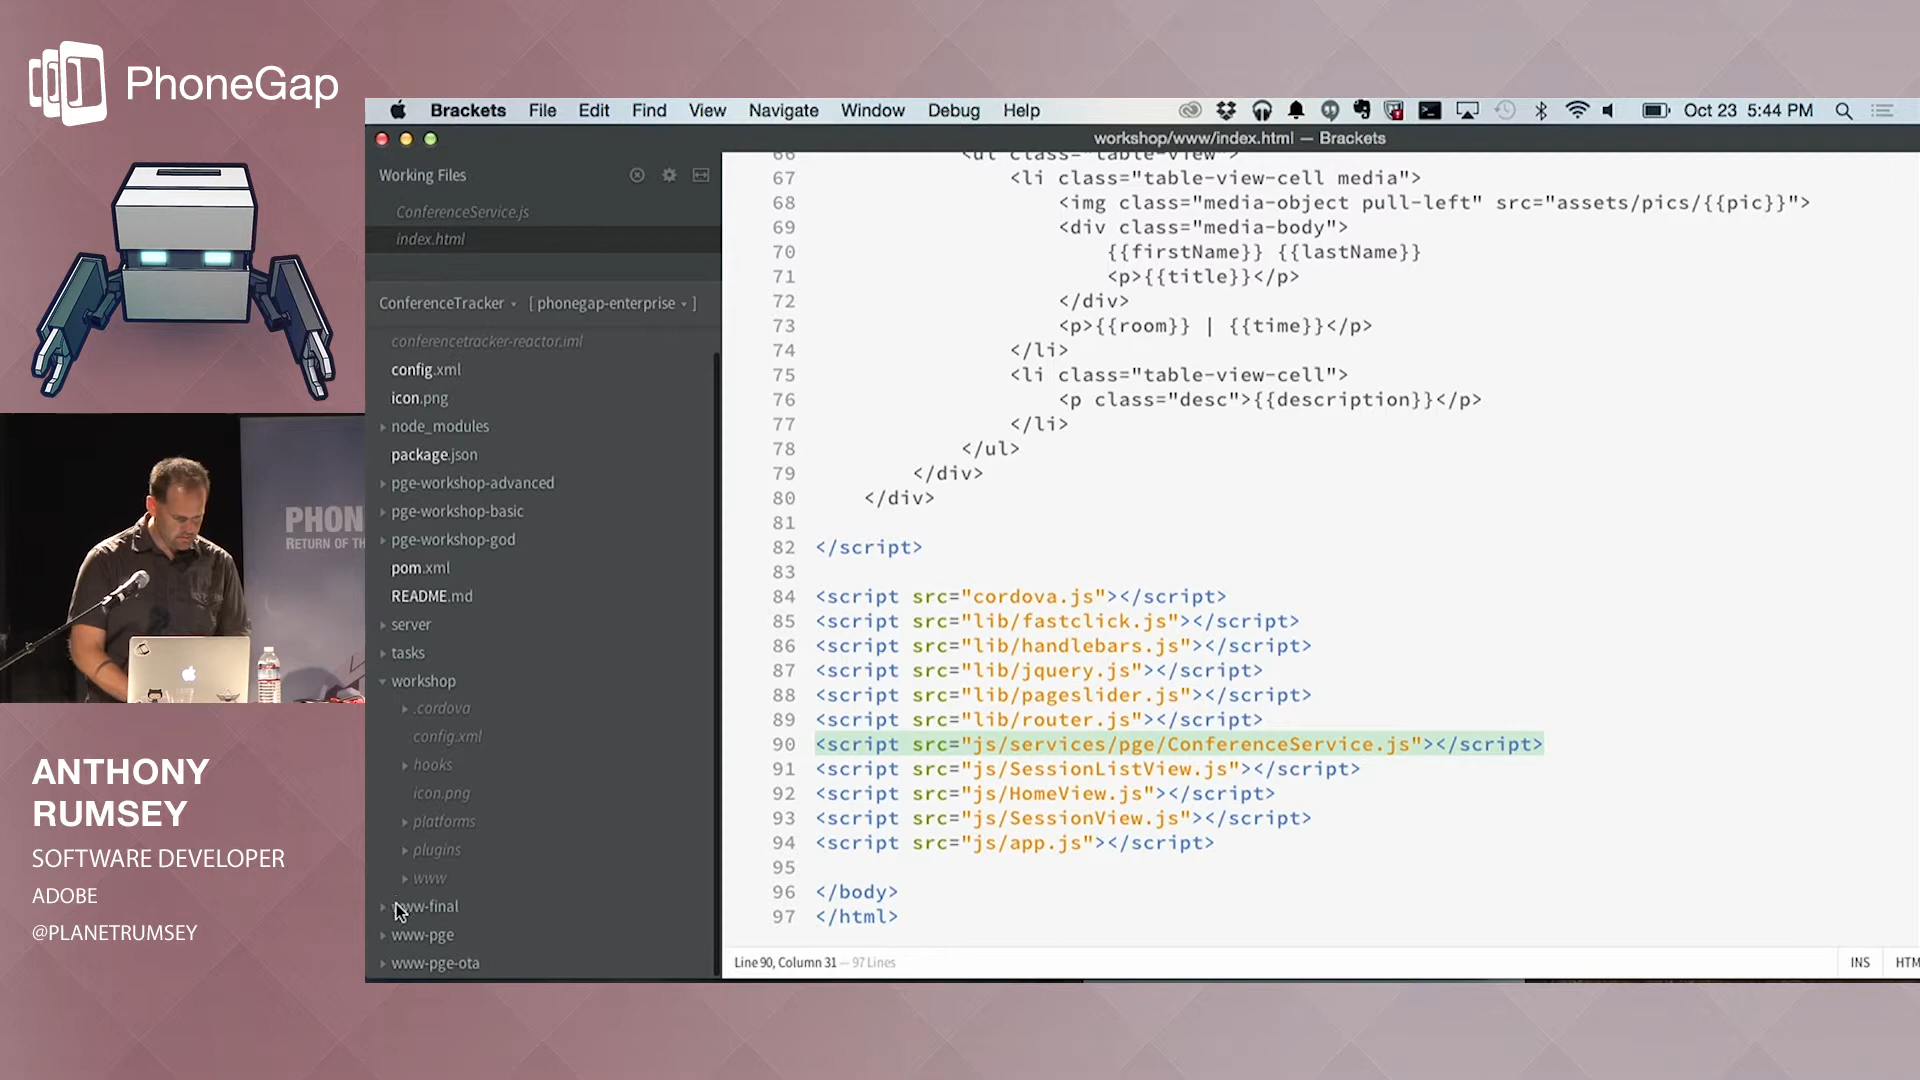 PhoneGap
Brackets File Edit Find View Navigate Window Debug Help
Oct 23 5:44 PM
workshop/www/index.html — Brackets
Working Files
ConferenceService.js
index.html
ConferenceTracker [ phonegap-enterprise ]
conferencetracker-reactor.iml
config.xml
icon.png
node_modules
package.json
pge-workshop-advanced
pge-workshop-basic
pge-workshop-god
pom.xml
README.md
server
tasks
workshop
.cordova
config.xml
hooks
icon.png
platforms
plugins
www
www-final
www-pge
www-pge-ota
66 <ul class="table-view">
67 <li class="table-view-cell media">
68 <img class="media-object pull-left" src="assets/pics/{{pic}}">
69 <div class="media-body">
70 {{firstName}} {{lastName}}
71 <p>{{title}}</p>
72 </div>
73 <p>{{room}} | {{time}}</p>
74 </li>
75 <li class="table-view-cell">
76 <p class="desc">{{description}}</p>
77 </li>
78 </ul>
79 </div>
80 </div>
81
82 </script>
83
84 <script src="cordova.js"></script>
85 <script src="lib/fastclick.js"></script>
86 <script src="lib/handlebars.js"></script>
87 <script src="lib/jquery.js"></script>
88 <script src="lib/pageslider.js"></script>
89 <script src="lib/router.js"></script>
90 <script src="js/services/pge/ConferenceService.js"></script>
91 <script src="js/SessionListView.js"></script>
92 <script src="js/HomeView.js"></script>
93 <script src="js/SessionView.js"></script>
94 <script src="js/app.js"></script>
95
96 </body>
97 </html>
Line 90, Column 31 — 97 Lines
INS HTM
PHON
RETURN OF TH
ANTHONY
RUMSEY
SOFTWARE DEVELOPER
ADOBE
@PLANETRUMSEY